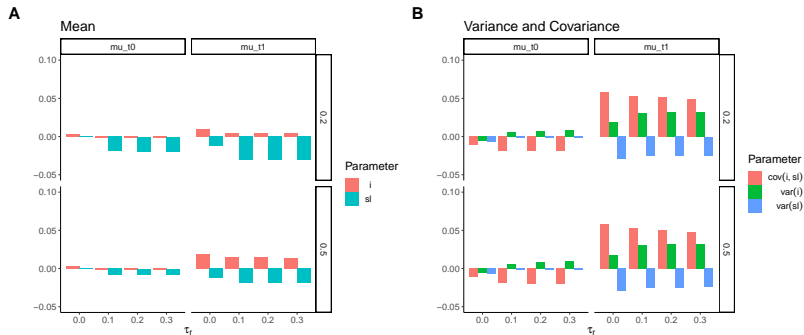 A
Mean
mu_t0
mu_t1
0.10
0.05
0.00
−0.05
0.2
0.10
0.05
0.00
−0.05
0.5
0.0 0.1 0.2 0.3
0.0 0.1 0.2 0.3
τr
Parameter
i
sl
B
Variance and Covariance
mu_t0
mu_t1
0.10
0.05
0.00
−0.05
0.2
0.10
0.05
0.00
−0.05
0.5
0.0 0.1 0.2 0.3
0.0 0.1 0.2 0.3
τr
Parameter
cov(i, sl)
var(i)
var(sl)